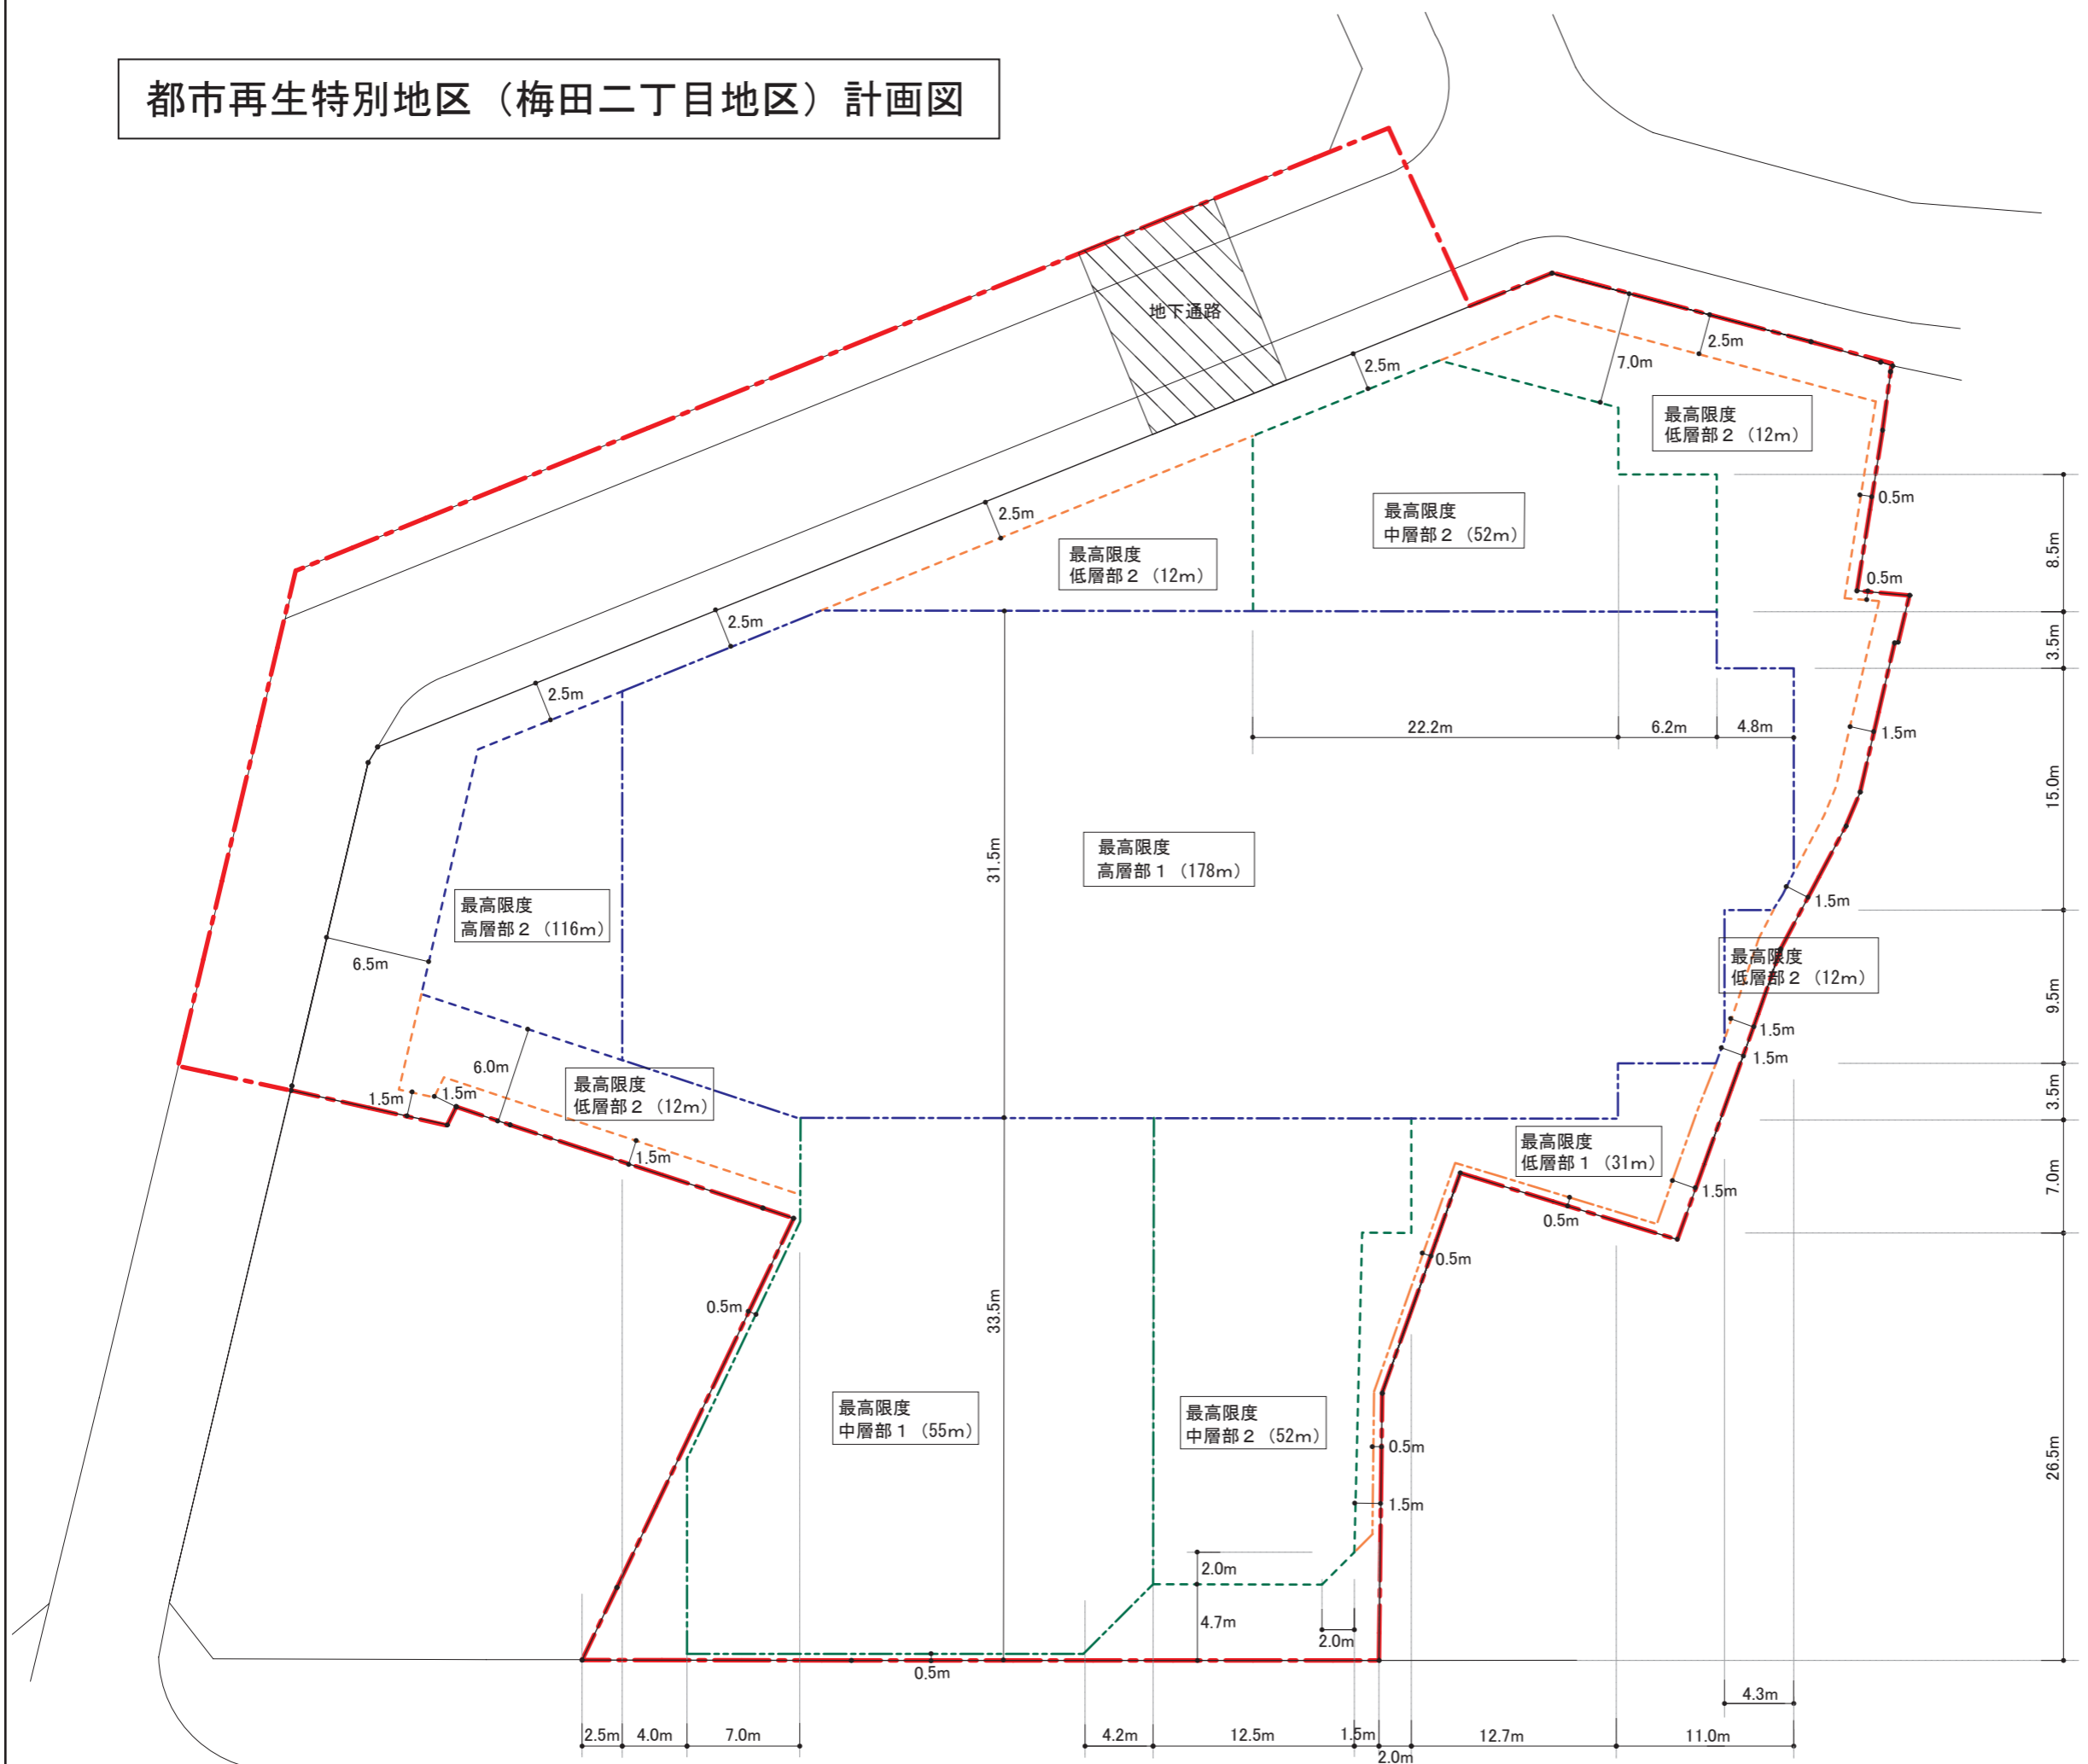 都市再生特別地区（梅田二丁目地区）計画図
地下通路
2.5m
7.0m
2.5m
最高限度
低層部２（12m）
0.5m
最高限度
中層部２（52m）
2.5m
最高限度
低層部２（12m）
8.5m
0.5m
2.5m
3.5m
2.5m
22.2m
6.2m
4.8m
1.5m
15.0m
31.5m
最高限度
高層部１（178m）
最高限度
高層部２（116m）
1.5m
6.5m
最高限度
低層部２（12m）
9.5m
1.5m
1.5m
6.0m
最高限度
低層部２（12m）
1.5m
1.5m
3.5m
1.5m
最高限度
低層部１（31m）
7.0m
1.5m
0.5m
0.5m
0.5m
33.5m
最高限度
中層部１（55m）
最高限度
中層部２（52m）
0.5m
26.5m
1.5m
2.0m
4.7m
2.0m
0.5m
4.3m
2.5m
4.0m
7.0m
4.2m
12.5m
1.5m
2.0m
12.7m
11.0m